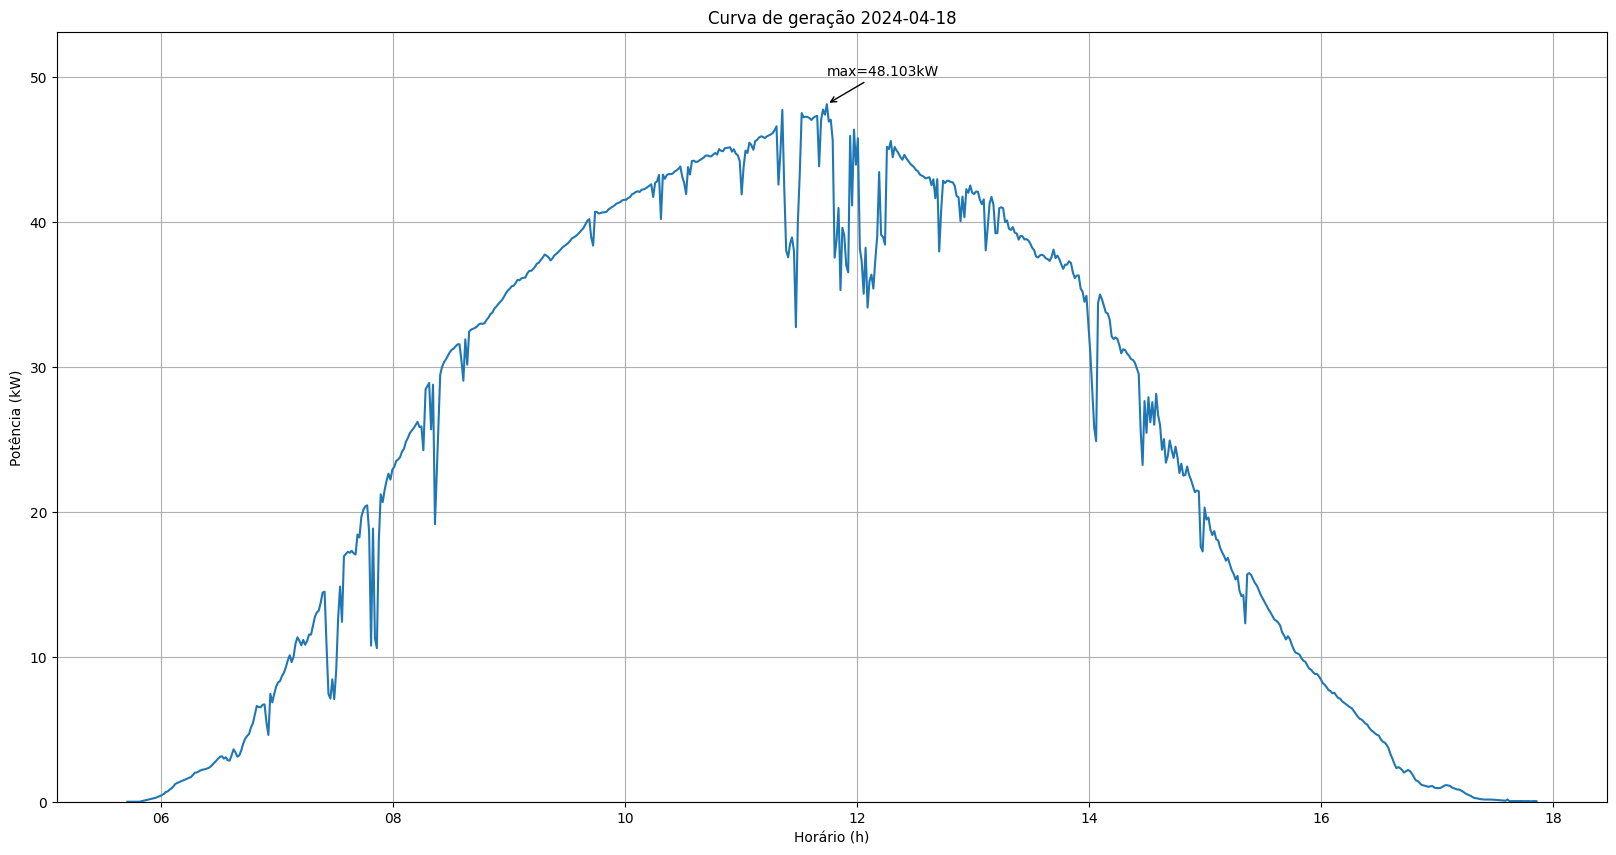 Curva de geração 2024-04-18
max=48.103kW
Potência (kW)
50
40
30
20
10
0
06 08 10 12 14 16 18
Horário (h)